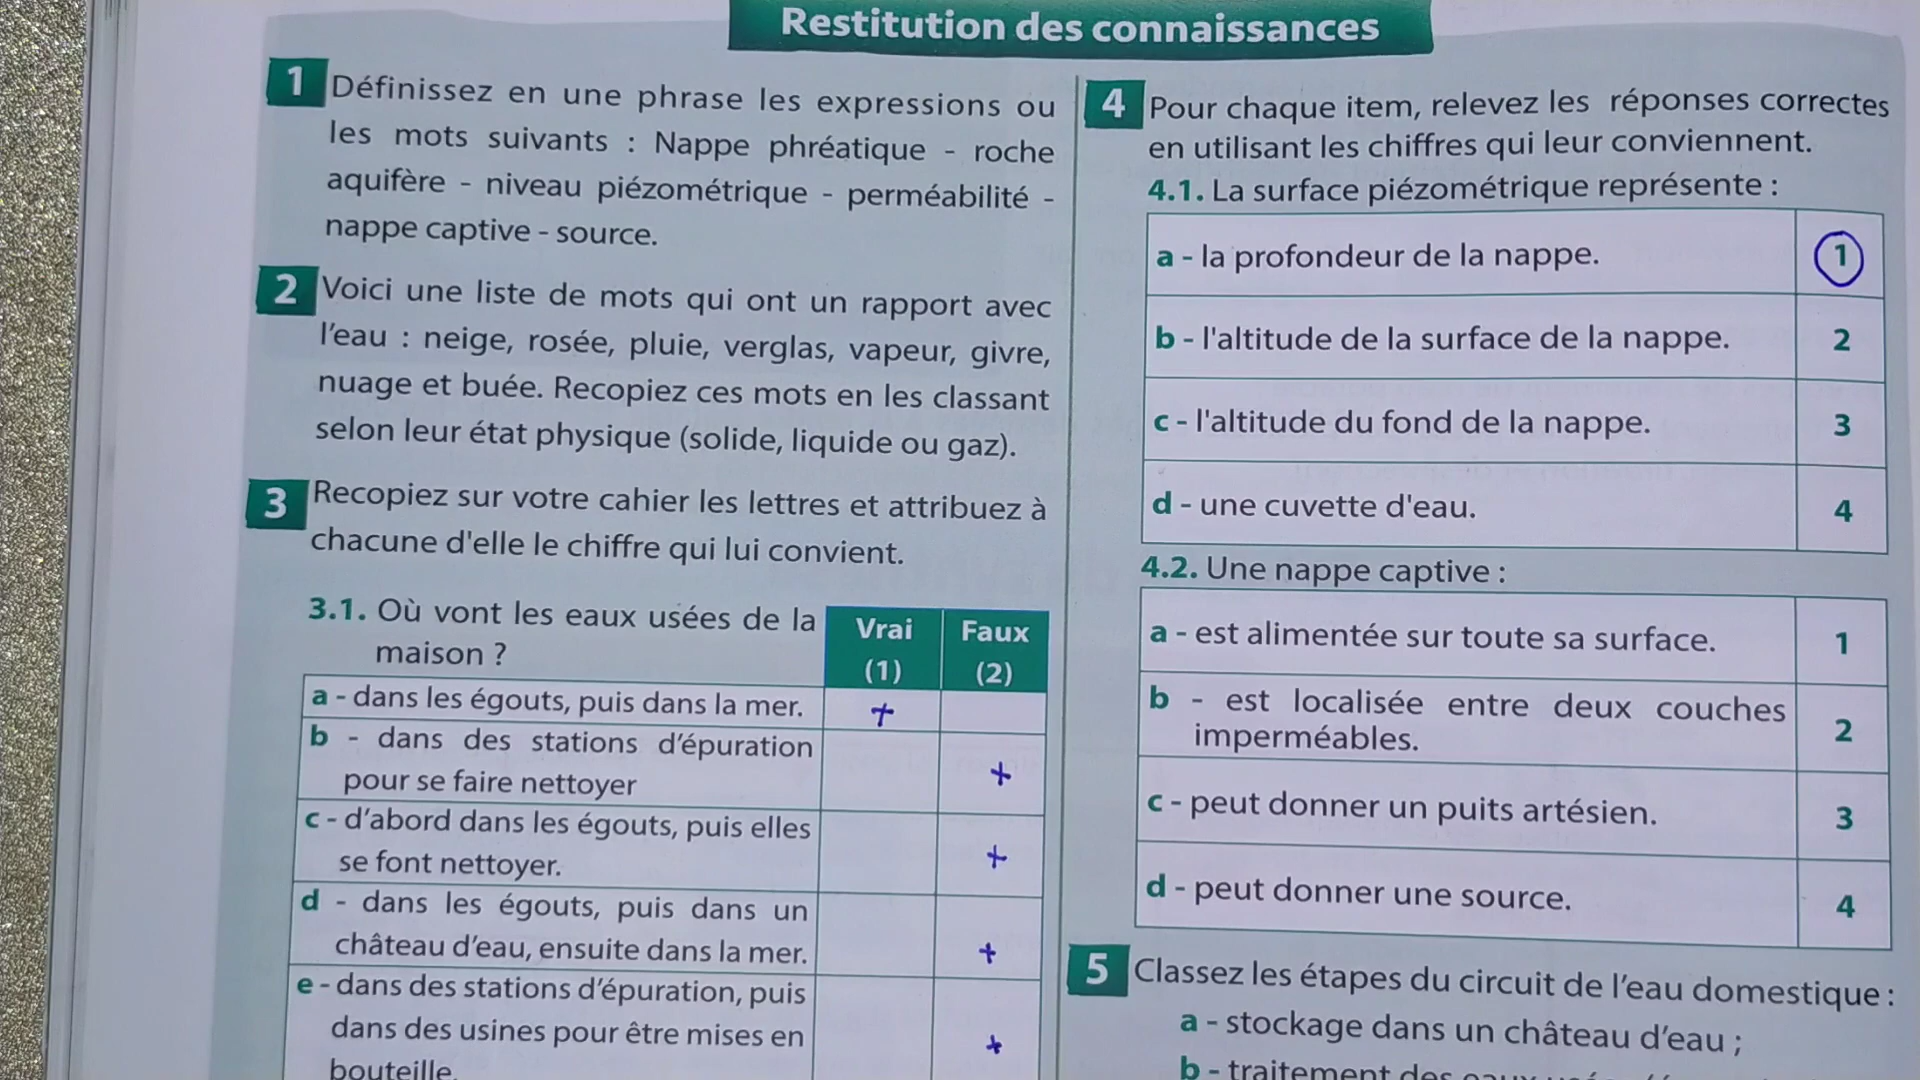 Restitution des connaissances
1 Définissez en une phrase les expressions ou
les mots suivants : Nappe phréatique - roche
aquifère - niveau piézométrique - perméabilité -
nappe captive - source.
2 Voici une liste de mots qui ont un rapport avec
l'eau : neige, rosée, pluie, verglas, vapeur, givre,
nuage et buée. Recopiez ces mots en les classant
selon leur état physique (solide, liquide ou gaz).
3 Recopiez sur votre cahier les lettres et attribuez à
chacune d'elle le chiffre qui lui convient.
3.1. Où vont les eaux usées de la
maison ?
Vrai (1)
Faux (2)
a - dans les égouts, puis dans la mer. +
b - dans des stations d'épuration
pour se faire nettoyer +
c - d'abord dans les égouts, puis elles
se font nettoyer. +
d - dans les égouts, puis dans un
château d'eau, ensuite dans la mer. +
e - dans des stations d'épuration, puis
dans des usines pour être mises en +
bouteille.
4 Pour chaque item, relevez les réponses correctes
en utilisant les chiffres qui leur conviennent.
4.1. La surface piézométrique représente :
a - la profondeur de la nappe. 1
b - l'altitude de la surface de la nappe. 2
c - l'altitude du fond de la nappe. 3
d - une cuvette d'eau. 4
4.2. Une nappe captive :
a - est alimentée sur toute sa surface. 1
b - est localisée entre deux couches
imperméables. 2
c - peut donner un puits artésien. 3
d - peut donner une source. 4
5 Classez les étapes du circuit de l'eau domestique :
a - stockage dans un château d'eau ;
b - traitement des eaux